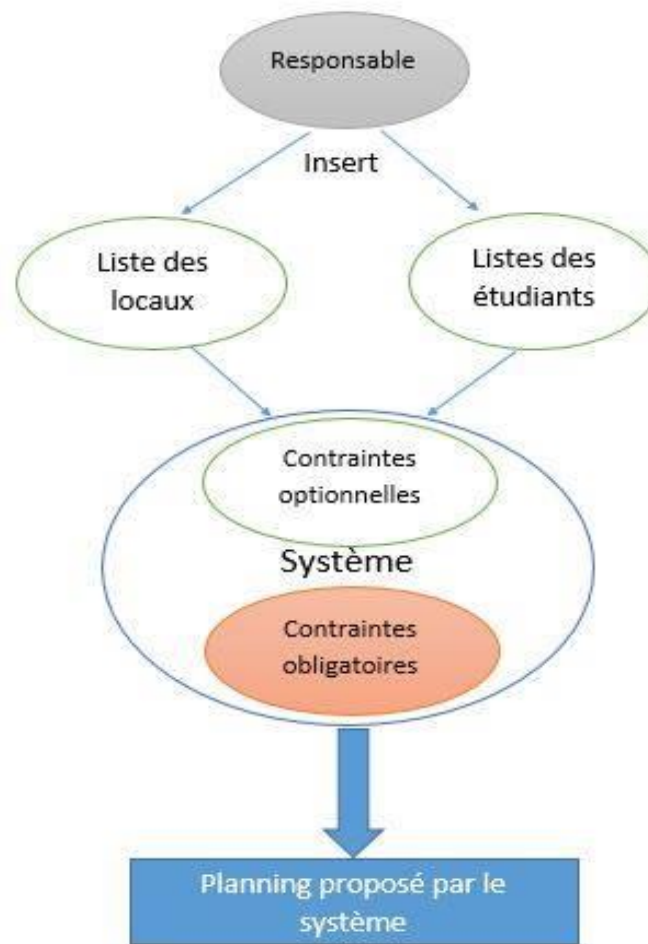 Responsable
Insert
Liste des
locaux
Listes des
étudiants
Contraintes
optionnelles
Système
Contraintes
obligatoires
Planning proposé par le
système